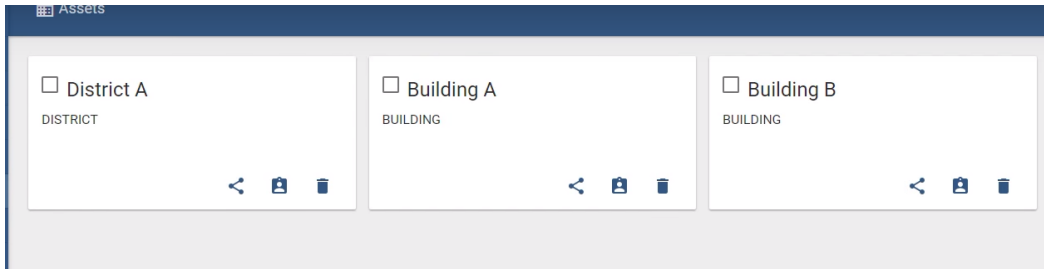 Assets
District A
DISTRICT
Building A
BUILDING
Building B
BUILDING